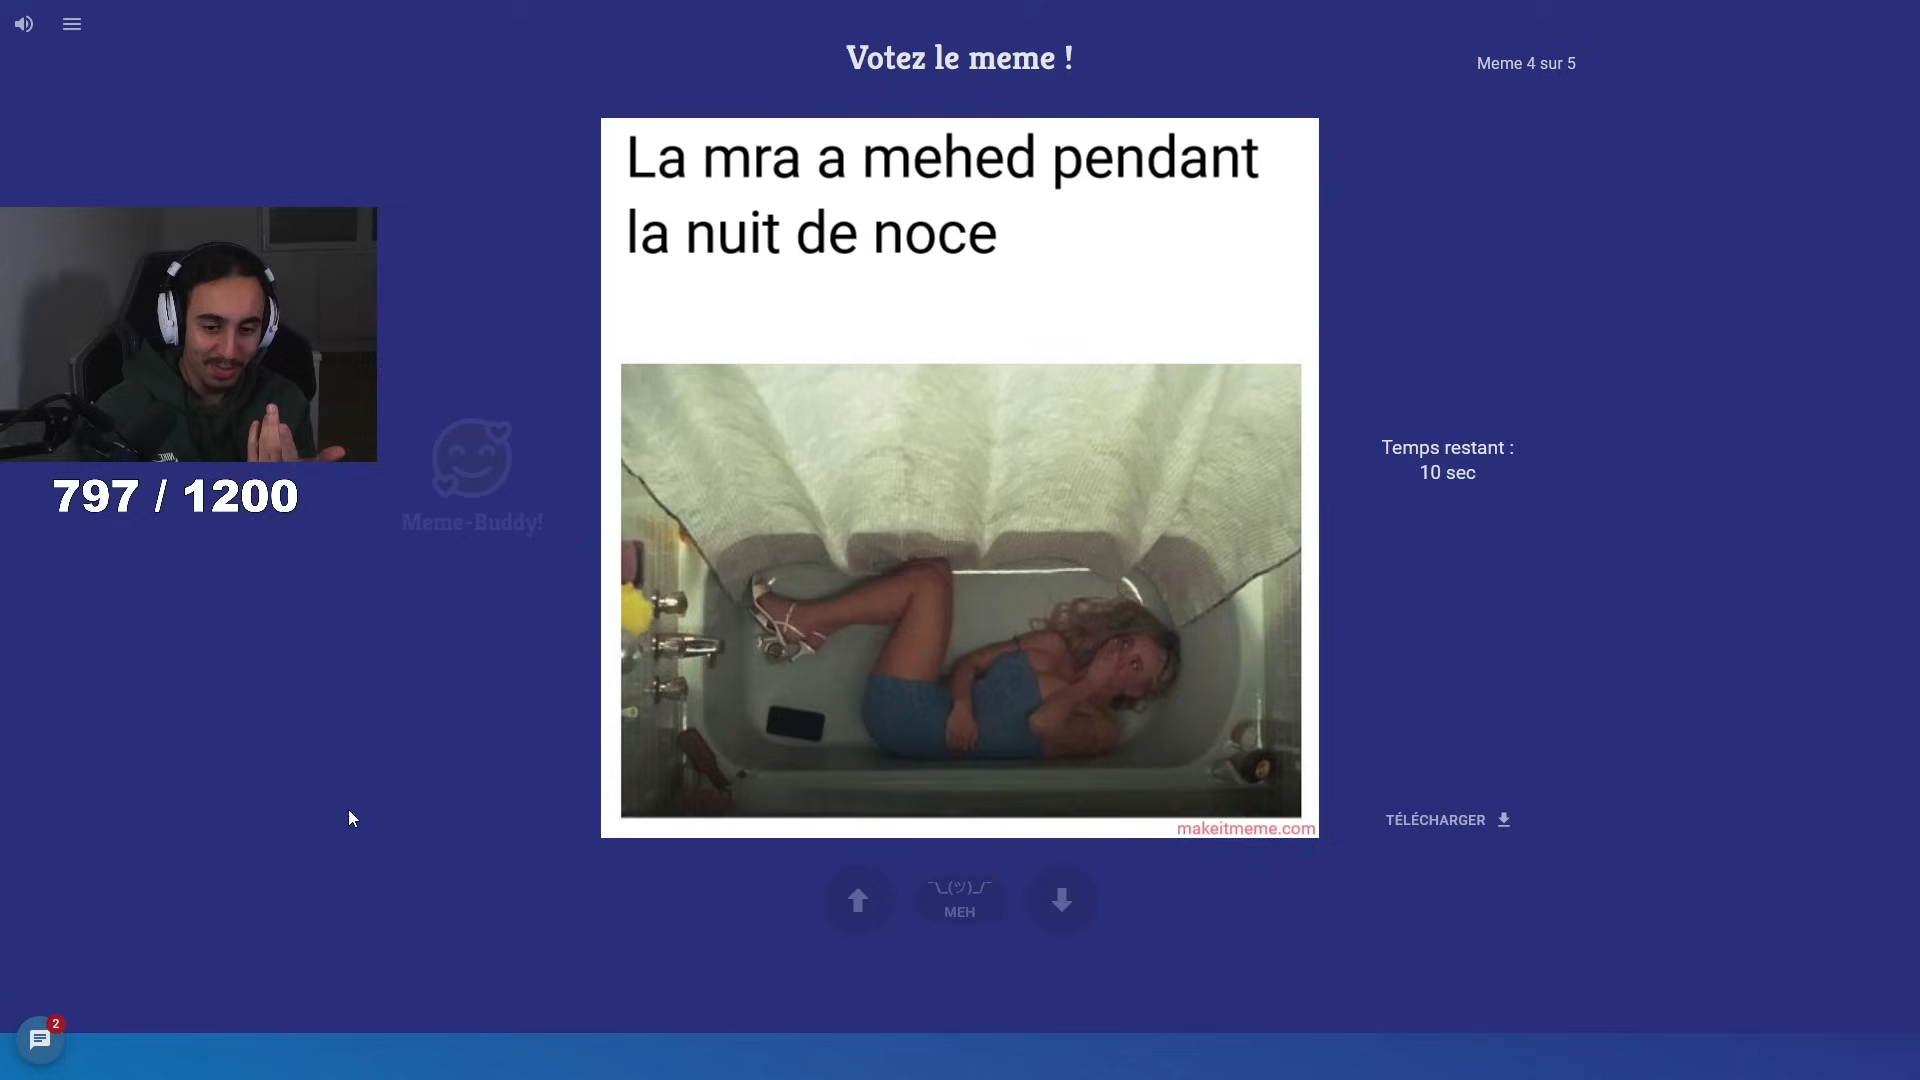 Votez le meme !
Meme 4 sur 5
La mra a mehed pendant
la nuit de noce
797 / 1200
Meme-Buddy!
Temps restant :
10 sec
makeitmeme.com
TÉLÉCHARGER
¯\_(ツ)_/¯
MEH
2